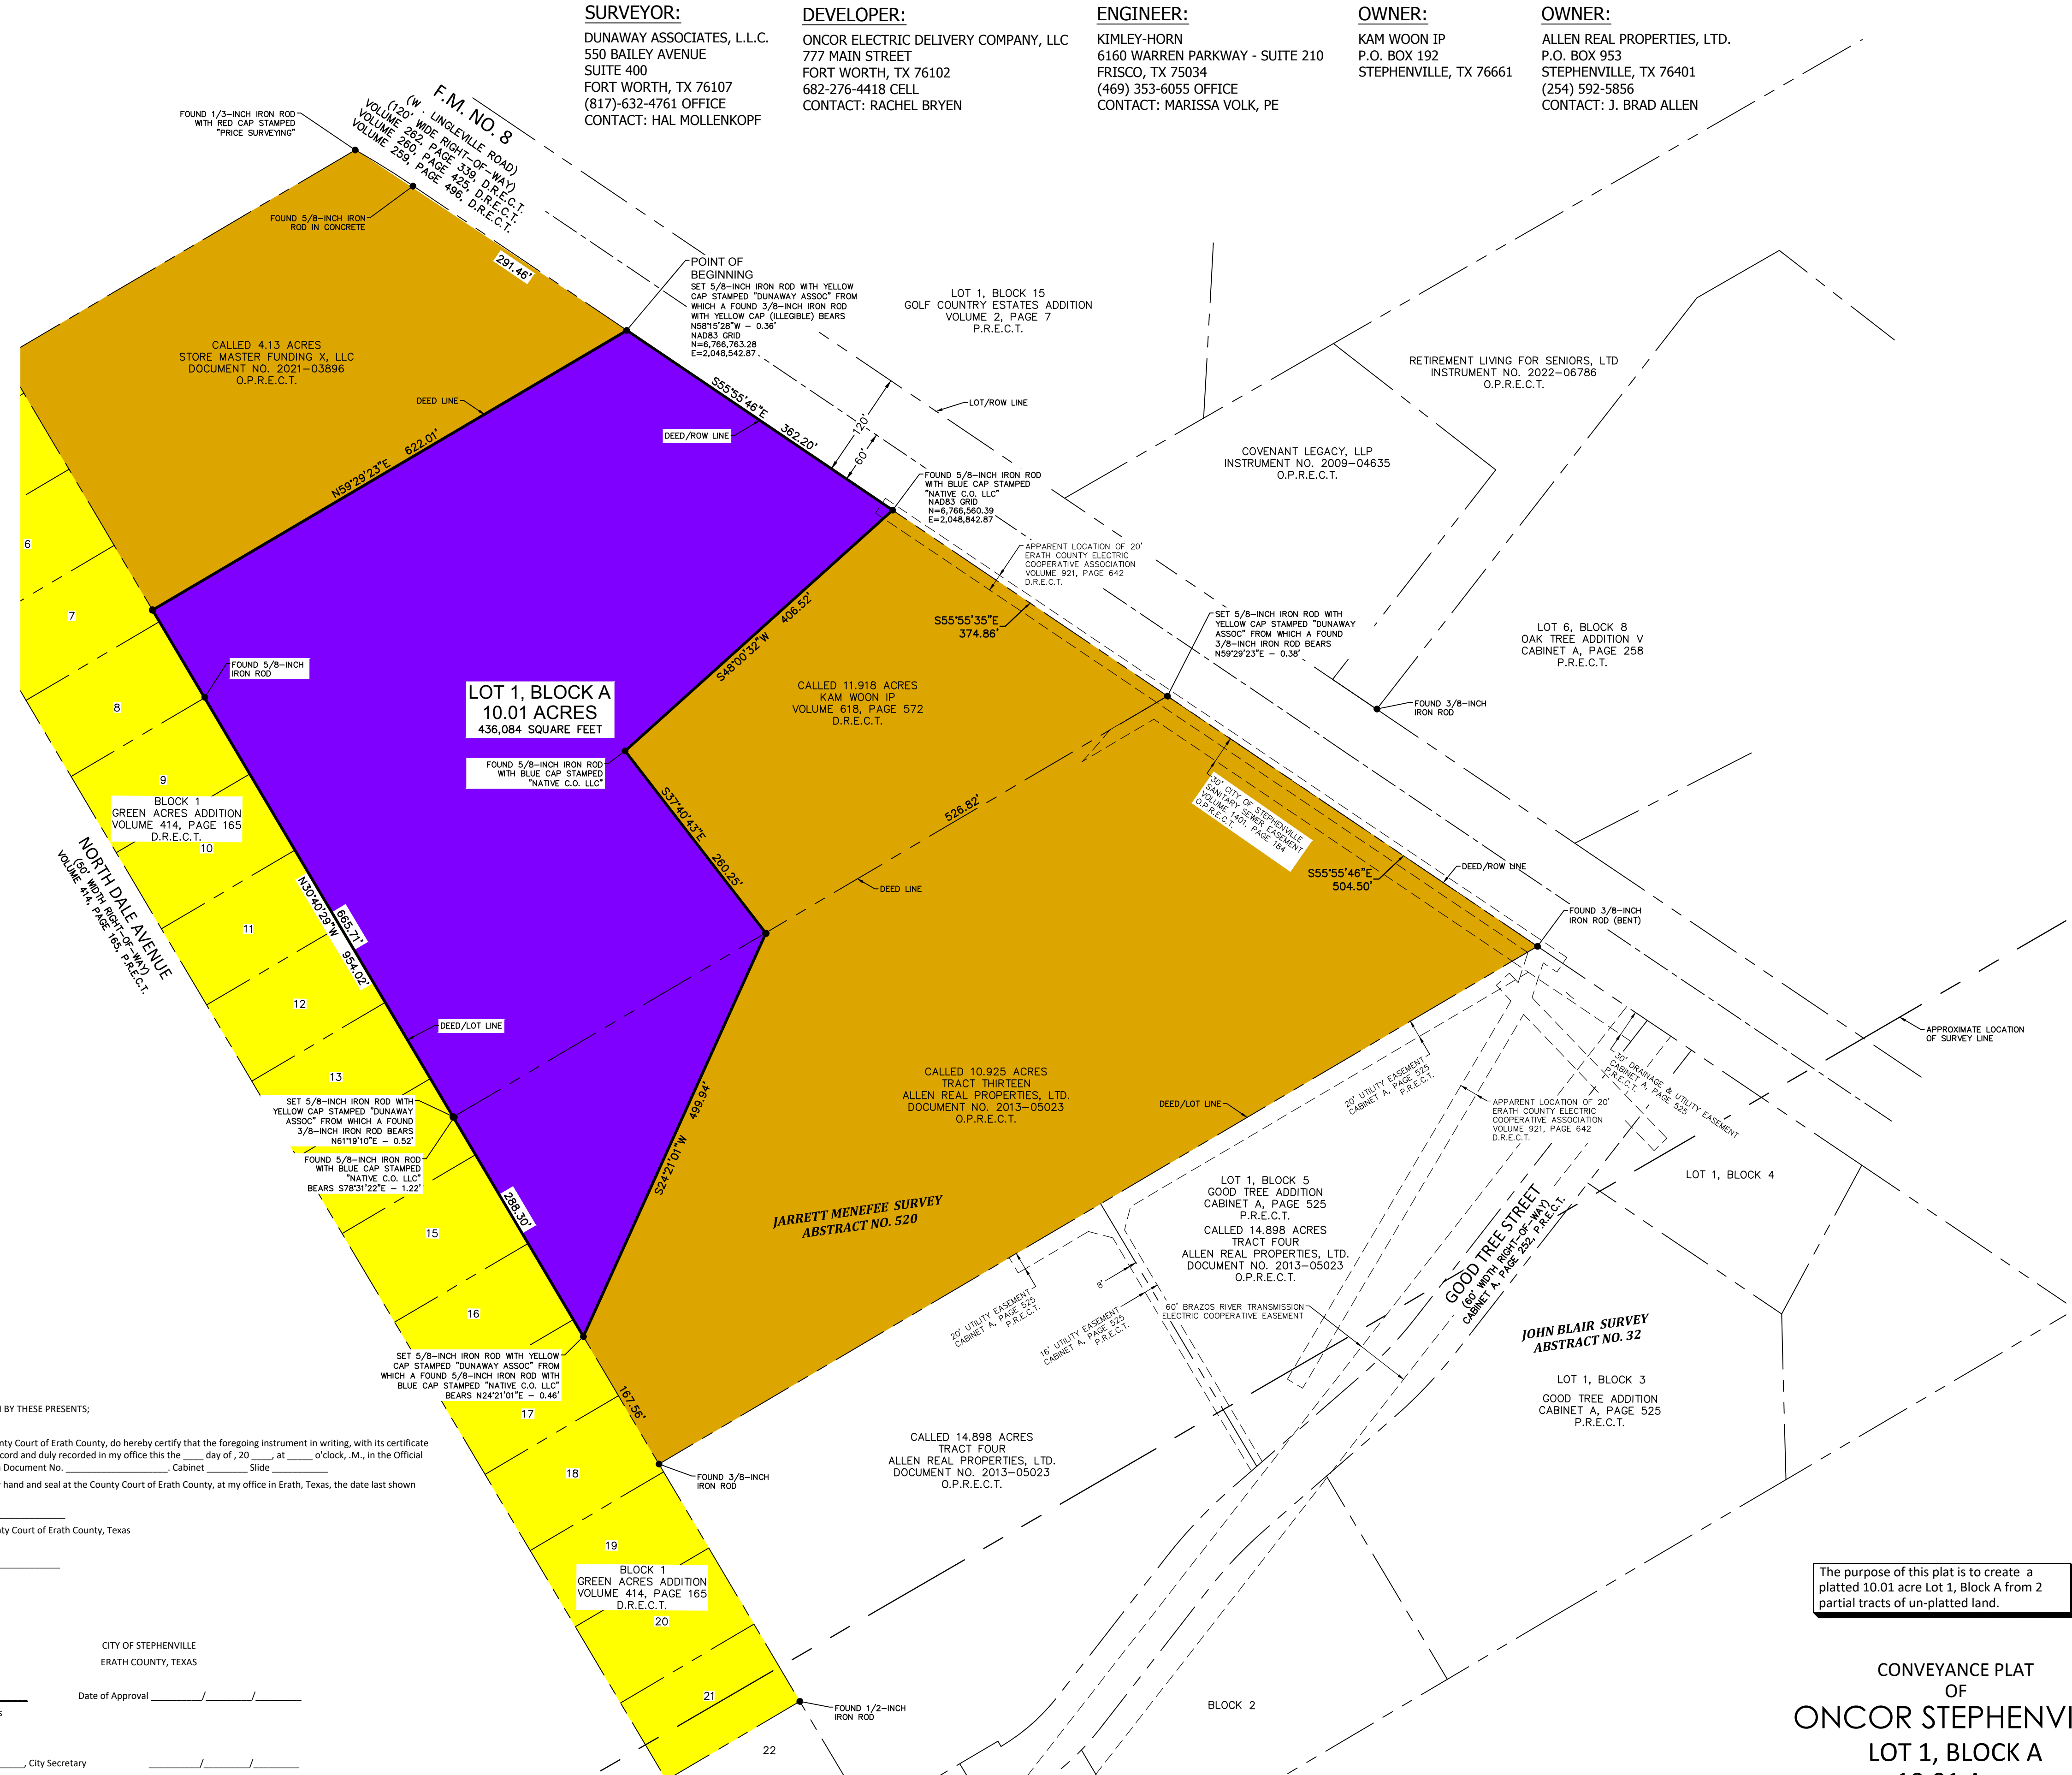 SURVEYOR:
DUNAWAY ASSOCIATES, L.L.C.
550 BAILEY AVENUE
SUITE 400
FORT WORTH, TX 76107
(817)-632-4761 OFFICE
CONTACT: HAL MOLLENKOPF
DEVELOPER:
ONCOR ELECTRIC DELIVERY COMPANY, LLC
777 MAIN STREET
FORT WORTH, TX 76102
682-276-4418 CELL
CONTACT: RACHEL BRYEN
ENGINEER:
KIMLEY-HORN
6160 WARREN PARKWAY - SUITE 210
FRISCO, TX 75034
(469) 353-6055 OFFICE
CONTACT: MARISSA VOLK, PE
OWNER:
KAM WOON IP
P.O. BOX 192
STEPHENVILLE, TX 76661
OWNER:
ALLEN REAL PROPERTIES, LTD.
P.O. BOX 953
STEPHENVILLE, TX 76401
(254) 592-5856
CONTACT: J. BRAD ALLEN
F.M. NO. 8
(W . LINGLEVILLE ROAD)
(120' WIDE RIGHT-OF-WAY)
VOLUME 262, PAGE 339, D.R.E.C.T.
VOLUME 260, PAGE 425, D.R.E.C.T.
VOLUME 259, PAGE 496, D.R.E.C.T.
FOUND 1/3-INCH IRON ROD
WITH RED CAP STAMPED
"PRICE SURVEYING"
FOUND 5/8-INCH IRON
ROD IN CONCRETE
291.46'
POINT OF
BEGINNING
SET 5/8-INCH IRON ROD WITH YELLOW
CAP STAMPED "DUNAWAY ASSOC" FROM
WHICH A FOUND 3/8-INCH IRON ROD
WITH YELLOW CAP (ILLEGIBLE) BEARS
N58°15'28"W - 0.36'
NAD83 GRID
N=6,766,763.28
E=2,048,542.87
LOT 1, BLOCK 15
GOLF COUNTRY ESTATES ADDITION
VOLUME 2, PAGE 7
P.R.E.C.T.
CALLED 4.13 ACRES
STORE MASTER FUNDING X, LLC
DOCUMENT NO. 2021-03896
O.P.R.E.C.T.
RETIREMENT LIVING FOR SENIORS, LTD
INSTRUMENT NO. 2022-06786
O.P.R.E.C.T.
DEED LINE
S55°55'46"E
362.20'
LOT/ROW LINE
120'
60'
DEED/ROW LINE
N59°29'23"E 622.01'
COVENANT LEGACY, LLP
INSTRUMENT NO. 2009-04635
O.P.R.E.C.T.
FOUND 5/8-INCH IRON ROD
WITH BLUE CAP STAMPED
"NATIVE C.O. LLC"
NAD83 GRID
N=6,766,560.39
E=2,048,842.87
6
7
APPARENT LOCATION OF 20'
ERATH COUNTY ELECTRIC
COOPERATIVE ASSOCIATION
VOLUME 921, PAGE 642
D.R.E.C.T.
S55°55'35"E
374.86'
S48°00'32"W 406.52'
SET 5/8-INCH IRON ROD WITH
YELLOW CAP STAMPED "DUNAWAY
ASSOC" FROM WHICH A FOUND
3/8-INCH IRON ROD BEARS
N59°29'23"E - 0.38'
LOT 6, BLOCK 8
OAK TREE ADDITION V
CABINET A, PAGE 258
P.R.E.C.T.
FOUND 5/8-INCH
IRON ROD
8
LOT 1, BLOCK A
10.01 ACRES
436,084 SQUARE FEET
CALLED 11.918 ACRES
KAM WOON IP
VOLUME 618, PAGE 572
D.R.E.C.T.
FOUND 3/8-INCH
IRON ROD
FOUND 5/8-INCH IRON ROD
WITH BLUE CAP STAMPED
"NATIVE C.O. LLC"
9
BLOCK 1
GREEN ACRES ADDITION
VOLUME 414, PAGE 165
D.R.E.C.T.
10
S37°40'43"E 260.25'
526.82'
30' CITY OF STEPHENVILLE
SANITARY SEWER EASEMENT
VOLUME 1401, PAGE 184
O.P.R.E.C.T.
S55°55'46"E
504.50'
DEED/ROW LINE
DEED LINE
NORTH DALE AVENUE
(50' WIDTH RIGHT-OF-WAY)
VOLUME 414, PAGE 165, P.R.E.C.T.
N30°40'29"W 954.02'
665.71'
11
12
FOUND 3/8-INCH
IRON ROD (BENT)
DEED/LOT LINE
APPROXIMATE LOCATION
OF SURVEY LINE
13
SET 5/8-INCH IRON ROD WITH
YELLOW CAP STAMPED "DUNAWAY
ASSOC" FROM WHICH A FOUND
3/8-INCH IRON ROD BEARS
N61°19'10"E - 0.52'
CALLED 10.925 ACRES
TRACT THIRTEEN
ALLEN REAL PROPERTIES, LTD.
DOCUMENT NO. 2013-05023
O.P.R.E.C.T.
DEED/LOT LINE
20' UTILITY EASEMENT
CABINET A, PAGE 525
P.R.E.C.T.
30' DRAINAGE & UTILITY EASEMENT
CABINET A, PAGE 525
P.R.E.C.T.
APPARENT LOCATION OF 20'
ERATH COUNTY ELECTRIC
COOPERATIVE ASSOCIATION
VOLUME 921, PAGE 642
D.R.E.C.T.
FOUND 5/8-INCH IRON ROD
WITH BLUE CAP STAMPED
"NATIVE C.O. LLC"
BEARS S78°31'22"E - 1.22'
288.30'
S24°21'01"W 499.94'
15
LOT 1, BLOCK 5
GOOD TREE ADDITION
CABINET A, PAGE 525
P.R.E.C.T.
CALLED 14.898 ACRES
TRACT FOUR
ALLEN REAL PROPERTIES, LTD.
DOCUMENT NO. 2013-05023
O.P.R.E.C.T.
LOT 1, BLOCK 4
JARRETT MENEFEE SURVEY
ABSTRACT NO. 520
GOOD TREE STREET
(60' WIDTH RIGHT-OF-WAY)
CABINET A, PAGE 252, P.R.E.C.T.
16
20' UTILITY EASEMENT
CABINET A, PAGE 525
P.R.E.C.T.
8'
16' UTILITY EASEMENT
CABINET A, PAGE 525
P.R.E.C.T.
60' BRAZOS RIVER TRANSMISSION
ELECTRIC COOPERATIVE EASEMENT
JOHN BLAIR SURVEY
ABSTRACT NO. 32
SET 5/8-INCH IRON ROD WITH YELLOW
CAP STAMPED "DUNAWAY ASSOC" FROM
WHICH A FOUND 5/8-INCH IRON ROD WITH
BLUE CAP STAMPED "NATIVE C.O. LLC"
BEARS N24°21'01"E - 0.46'
167.56'
17
LOT 1, BLOCK 3
GOOD TREE ADDITION
CABINET A, PAGE 525
P.R.E.C.T.
CALLED 14.898 ACRES
TRACT FOUR
ALLEN REAL PROPERTIES, LTD.
DOCUMENT NO. 2013-05023
O.P.R.E.C.T.
18
FOUND 3/8-INCH
IRON ROD
19
BLOCK 1
GREEN ACRES ADDITION
VOLUME 414, PAGE 165
D.R.E.C.T.
20
21
FOUND 1/2-INCH
IRON ROD
22
BLOCK 2
BY THESE PRESENTS;
nty Court of Erath County, do hereby certify that the foregoing instrument in writing, with its certificate
cord and duly recorded in my office this the ____ day of , 20 ____, at _____ o'clock, .M., in the Official
Document No. ____________________. Cabinet ________ Slide ___________
hand and seal at the County Court of Erath County, at my office in Erath, Texas, the date last shown
nty Court of Erath County, Texas
CITY OF STEPHENVILLE
ERATH COUNTY, TEXAS
Date of Approval __________/_________/_________
s
_____, City Secretary __________/_________/_________
The purpose of this plat is to create a
platted 10.01 acre Lot 1, Block A from 2
partial tracts of un-platted land.
CONVEYANCE PLAT
OF
ONCOR STEPHENVI
LOT 1, BLOCK A